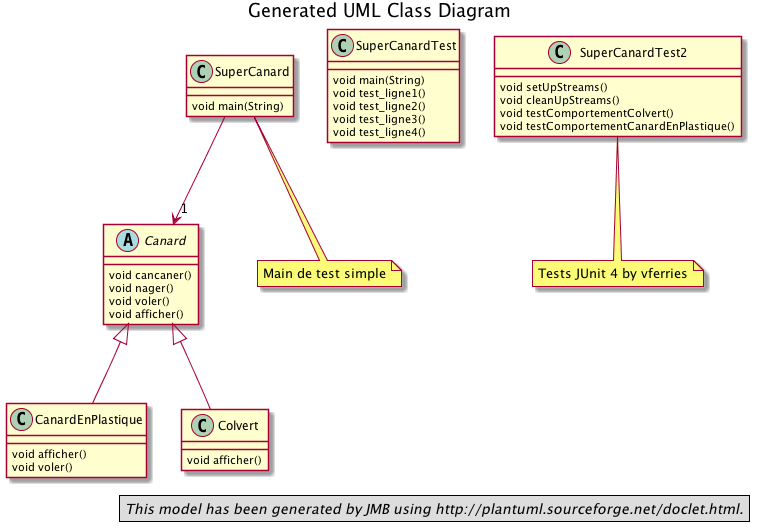 Generated UML Class Diagram
C SuperCanard
void main(String)
C SuperCanardTest
void main(String)
void test_ligne1()
void test_ligne2()
void test_ligne3()
void test_ligne4()
C SuperCanardTest2
void setUpStreams()
void cleanUpStreams()
void testComportementColvert()
void testComportementCanardEnPlastique()
1
A Canard
void cancaner()
void nager()
void voler()
void afficher()
Main de test simple
Tests JUnit 4 by vferries
C CanardEnPlastique
void afficher()
void voler()
C Colvert
void afficher()
This model has been generated by JMB using http://plantuml.sourceforge.net/doclet.html.